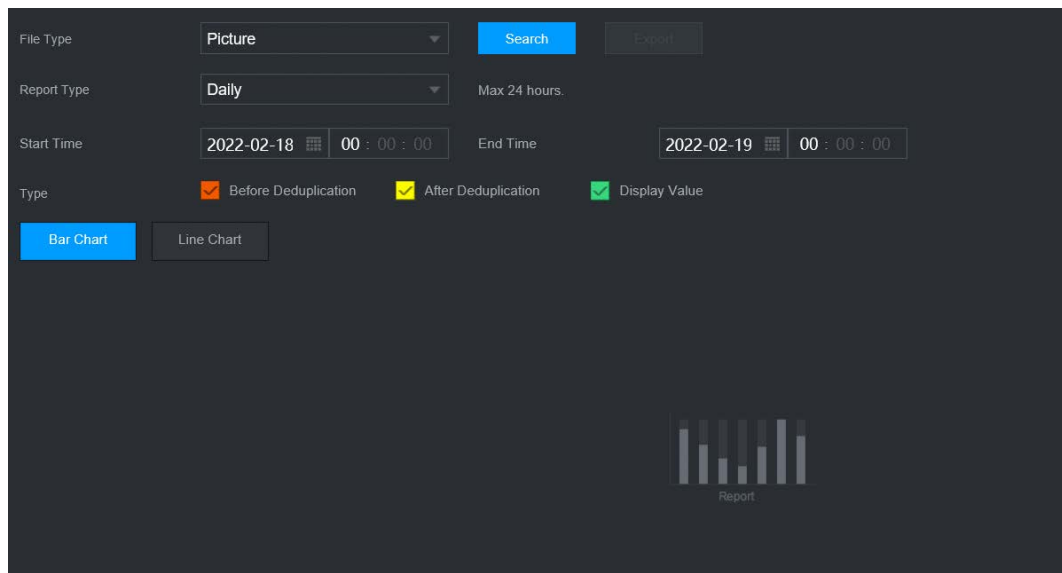 File Type Picture Search Export
Report Type Daily Max 24 hours.
Start Time 2022-02-18 00 : 00 : 00 End Time 2022-02-19 00 : 00 : 00
Type Before Deduplication After Deduplication Display Value
Bar Chart Line Chart
Report